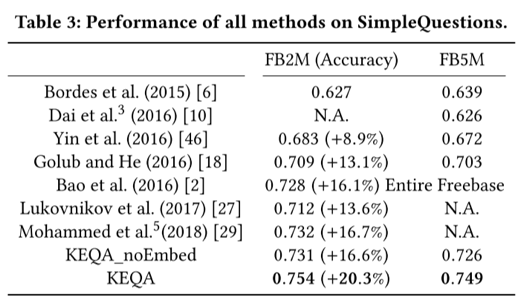 Table 3: Performance of all methods on SimpleQuestions.
FB2M (Accuracy) FB5M
Bordes et al. (2015) [6] 0.627 0.639
Dai et al.³ (2016) [10] N.A. 0.626
Yin et al. (2016) [46] 0.683 (+8.9%) 0.672
Golub and He (2016) [18] 0.709 (+13.1%) 0.703
Bao et al. (2016) [2] 0.728 (+16.1%) Entire Freebase
Lukovnikov et al. (2017) [27] 0.712 (+13.6%) N.A.
Mohammed et al.⁵(2018) [29] 0.732 (+16.7%) N.A.
KEQA_noEmbed 0.731 (+16.6%) 0.726
KEQA 0.754 (+20.3%) 0.749